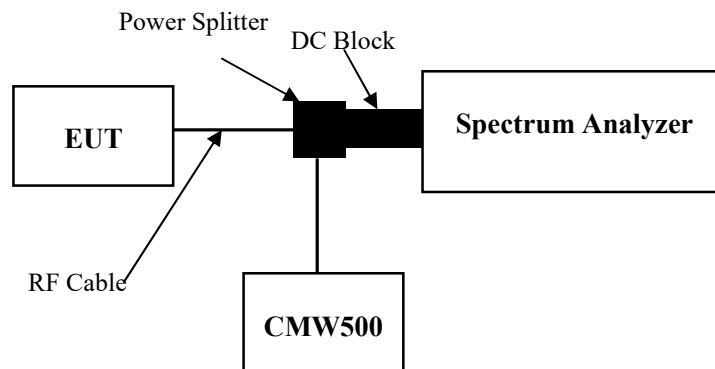 Power Splitter
DC Block
EUT
Spectrum Analyzer
RF Cable
CMW500